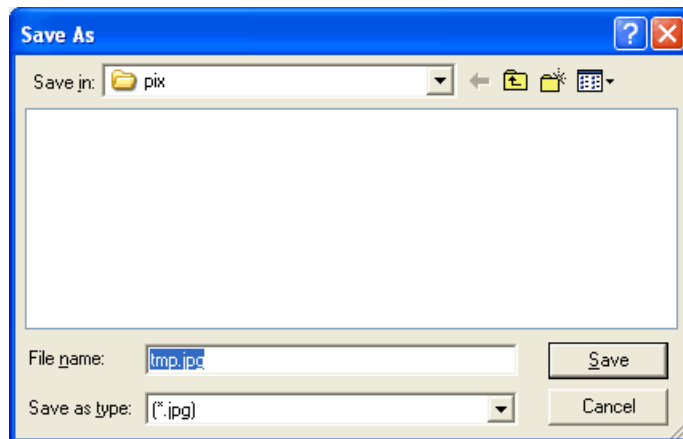 Save As
Save in: pix
File name: tmp.jpg Save
Save as type: (*.jpg) Cancel